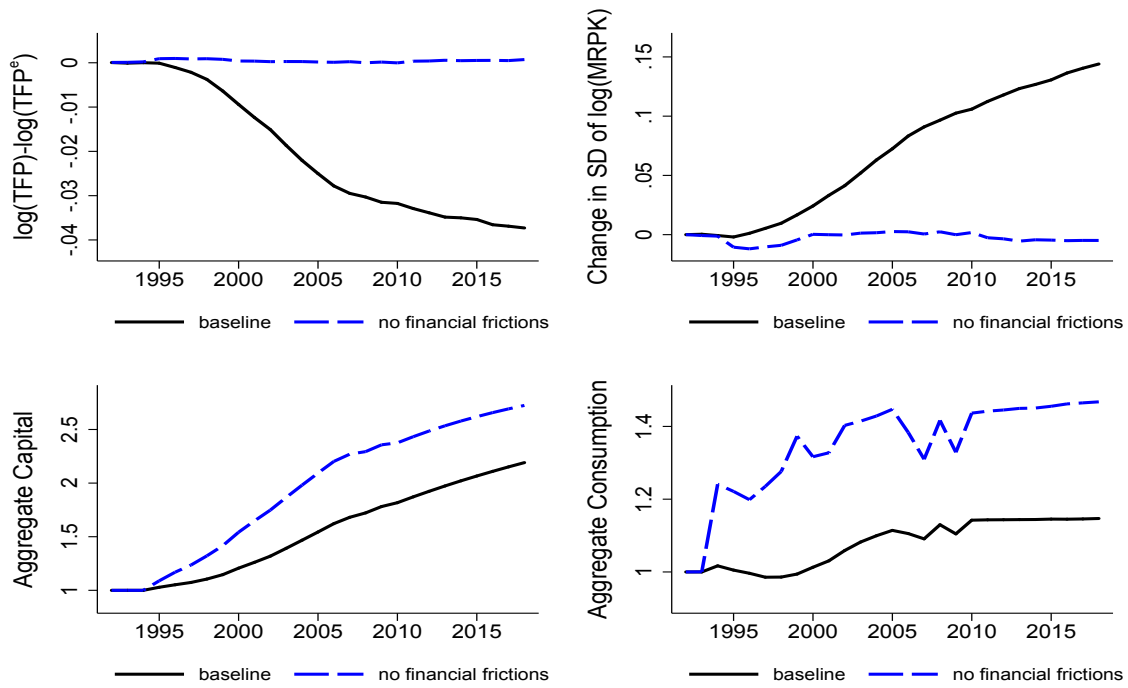 log(TFP)-log(TFPᵉ)
0
-.01
-.02
-.03
-.04
1995 2000 2005 2010 2015
baseline no financial frictions
Change in SD of log(MRPK)
.15
.1
.05
0
1995 2000 2005 2010 2015
baseline no financial frictions
Aggregate Capital
2.5
2
1.5
1
1995 2000 2005 2010 2015
baseline no financial frictions
Aggregate Consumption
1.4
1.2
1
1995 2000 2005 2010 2015
baseline no financial frictions